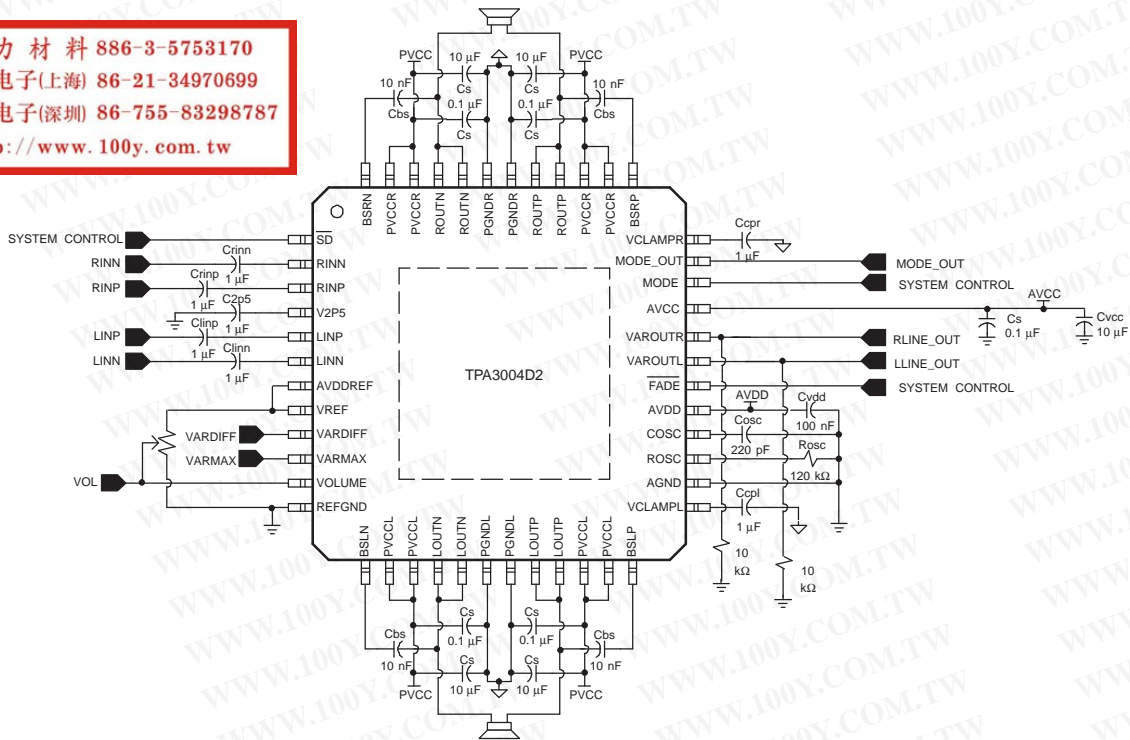 力 材 料 886-3-5753170
电子(上海) 86-21-34970699
电子(深圳) 86-755-83298787
://www.100y.com.tw
PVCC 10 µF 10 µF PVCC
Cs Cs
10 nF 10 nF
0.1 µF 0.1 µF
Cbs Cs Cs Cbs
BSRN PVCCR PVCCR ROUTN ROUTN PGNDR PGNDR ROUTP ROUTP PVCCR PVCCR BSRP
SYSTEM CONTROL SD
RINN Crinn 1 µF RINN
RINP Crinp 1 µF RINP
C2p5 1 µF V2P5
LINP Clinp 1 µF LINP
LINN Clinn 1 µF LINN
AVDDREF
VREF
VARDIFF VARDIFF
VARMAX VARMAX
VOL VOLUME
REFGND
TPA3004D2
VCLAMPR Ccpr 1 µF
MODE_OUT MODE_OUT
MODE SYSTEM CONTROL
AVCC Cs 0.1 µF AVCC Cvcc 10 µF
VAROUTR RLINE_OUT
VAROUTL LLINE_OUT
FADE SYSTEM CONTROL
AVDD AVDD Cvdd 100 nF
COSC Cosc 220 pF
ROSC Rosc 120 kΩ
AGND
VCLAMPL Ccpl 1 µF
10 kΩ
10 kΩ
BSLN PVCCL PVCCL LOUTN LOUTN PGNDL PGNDL LOUTP LOUTP PVCCL PVCCL BSLP
Cs Cs
Cbs 0.1 µF 0.1 µF Cbs
10 nF Cs Cs 10 nF
PVCC 10 µF 10 µF PVCC
WWW.100Y.COM.TW